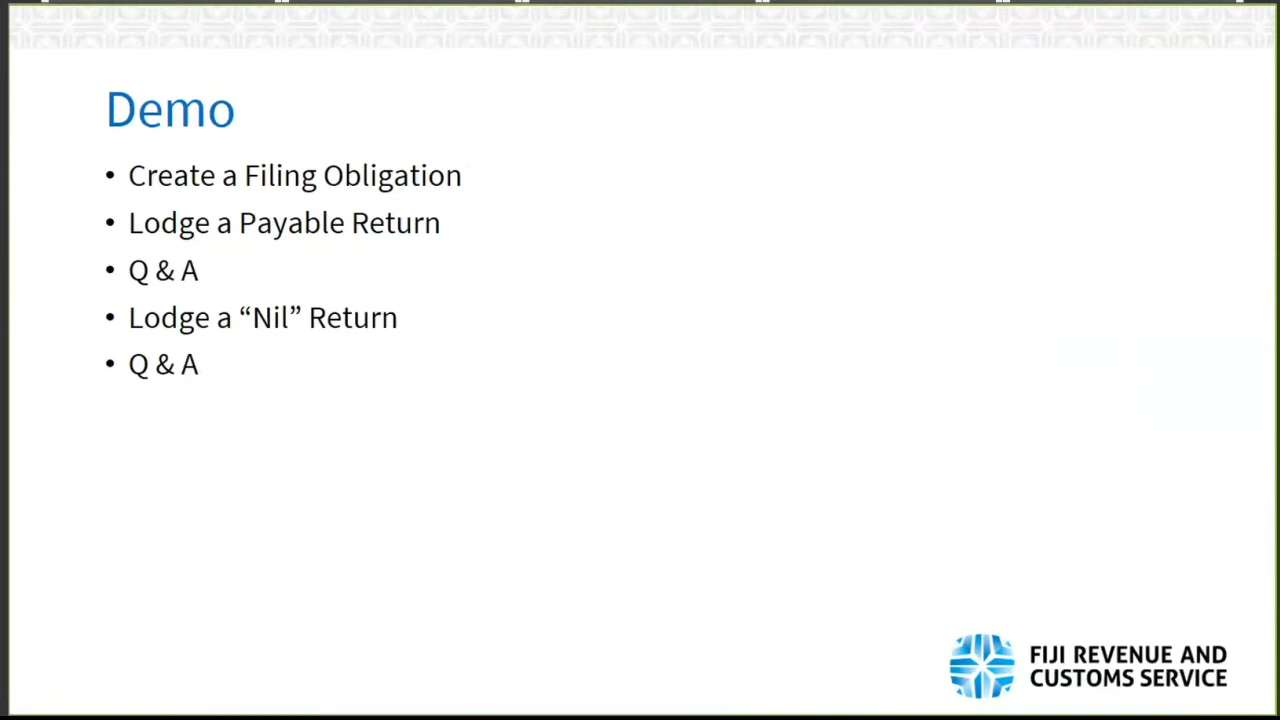 Demo
• Create a Filing Obligation
• Lodge a Payable Return
• Q & A
• Lodge a “Nil” Return
• Q & A
FIJI REVENUE AND
CUSTOMS SERVICE